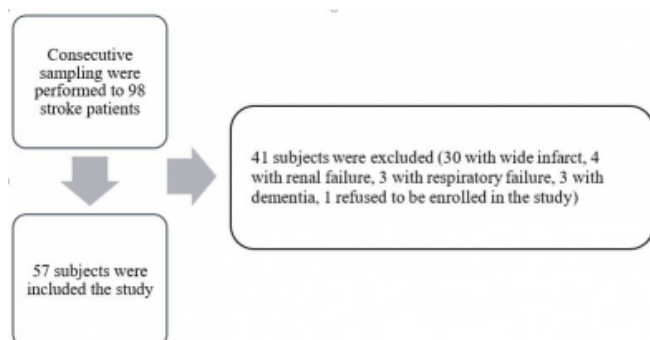 Consecutive
sampling were
performed to 98
stroke patients
41 subjects were excluded (30 with wide infarct, 4
with renal failure, 3 with respiratory failure, 3 with
dementia, 1 refused to be enrolled in the study)
57 subjects were
included the study